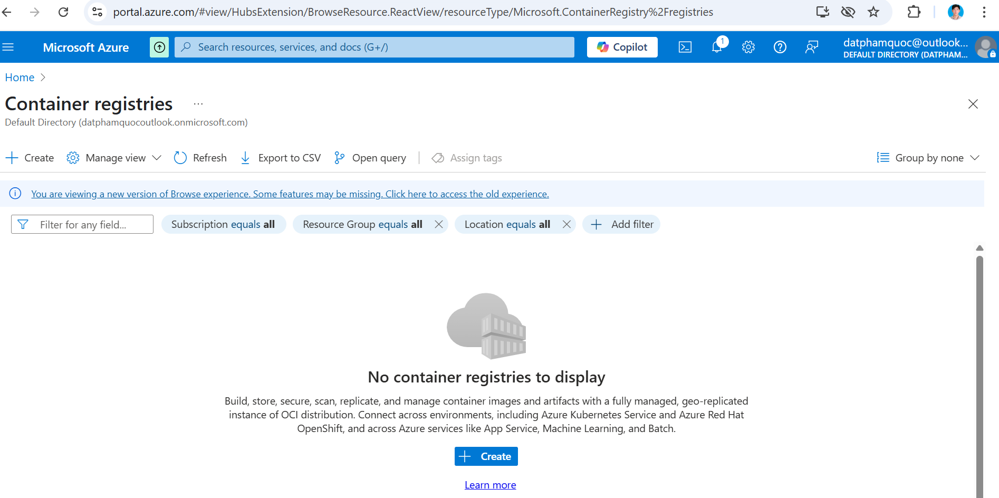 portal.azure.com/#view/HubsExtension/BrowseResource.ReactView/resourceType/Microsoft.ContainerRegistry%2Fregistries
Microsoft Azure
Search resources, services, and docs (G+/)
Copilot
1
datphamquoc@outlook...
DEFAULT DIRECTORY (DATPHAM...
Home
Container registries ...
Default Directory (datphamquocoutlook.onmicrosoft.com)
Create Manage view Refresh Export to CSV Open query Assign tags Group by none
You are viewing a new version of Browse experience. Some features may be missing. Click here to access the old experience.
Filter for any field... Subscription equals all Resource Group equals all Location equals all Add filter
No container registries to display
Build, store, secure, scan, replicate, and manage container images and artifacts with a fully managed, geo-replicated
instance of OCI distribution. Connect across environments, including Azure Kubernetes Service and Azure Red Hat
OpenShift, and across Azure services like App Service, Machine Learning, and Batch.
Create
Learn more